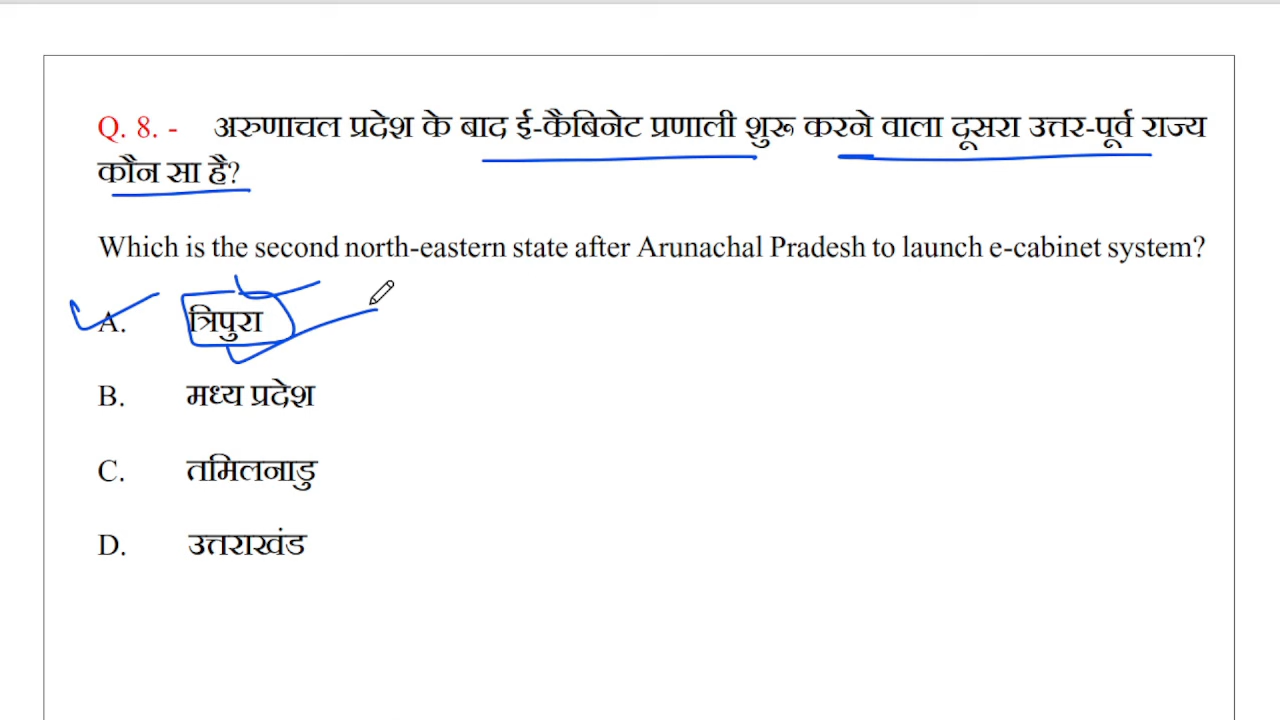 Q. 8. - अरुणाचल प्रदेश के बाद ई-कैबिनेट प्रणाली शुरू करने वाला दूसरा उत्तर-पूर्व राज्य
कौन सा है?
Which is the second north-eastern state after Arunachal Pradesh to launch e-cabinet system?
A. त्रिपुरा
B. मध्य प्रदेश
C. तमिलनाडु
D. उत्तराखंड